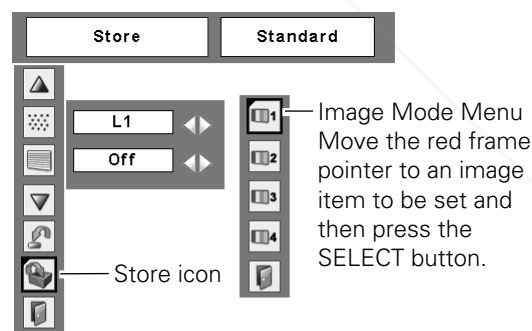 Store Standard
L1
Off
1
2
3
4
Image Mode Menu
Move the red frame
pointer to an image
item to be set and
then press the
SELECT button.
Store icon